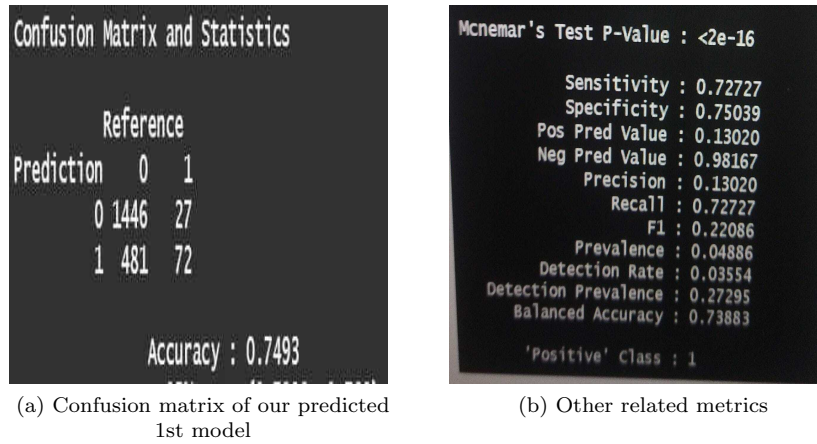 Confusion Matrix and Statistics
Reference
Prediction 0 1
0 1446 27
1 481 72
Accuracy : 0.7493
(a) Confusion matrix of our predicted
1st model
Mcnemar's Test P-Value : <2e-16
Sensitivity : 0.72727
Specificity : 0.75039
Pos Pred Value : 0.13020
Neg Pred Value : 0.98167
Precision : 0.13020
Recall : 0.72727
F1 : 0.22086
Prevalence : 0.04886
Detection Rate : 0.03554
Detection Prevalence : 0.27295
Balanced Accuracy : 0.73883
'Positive' Class : 1
(b) Other related metrics